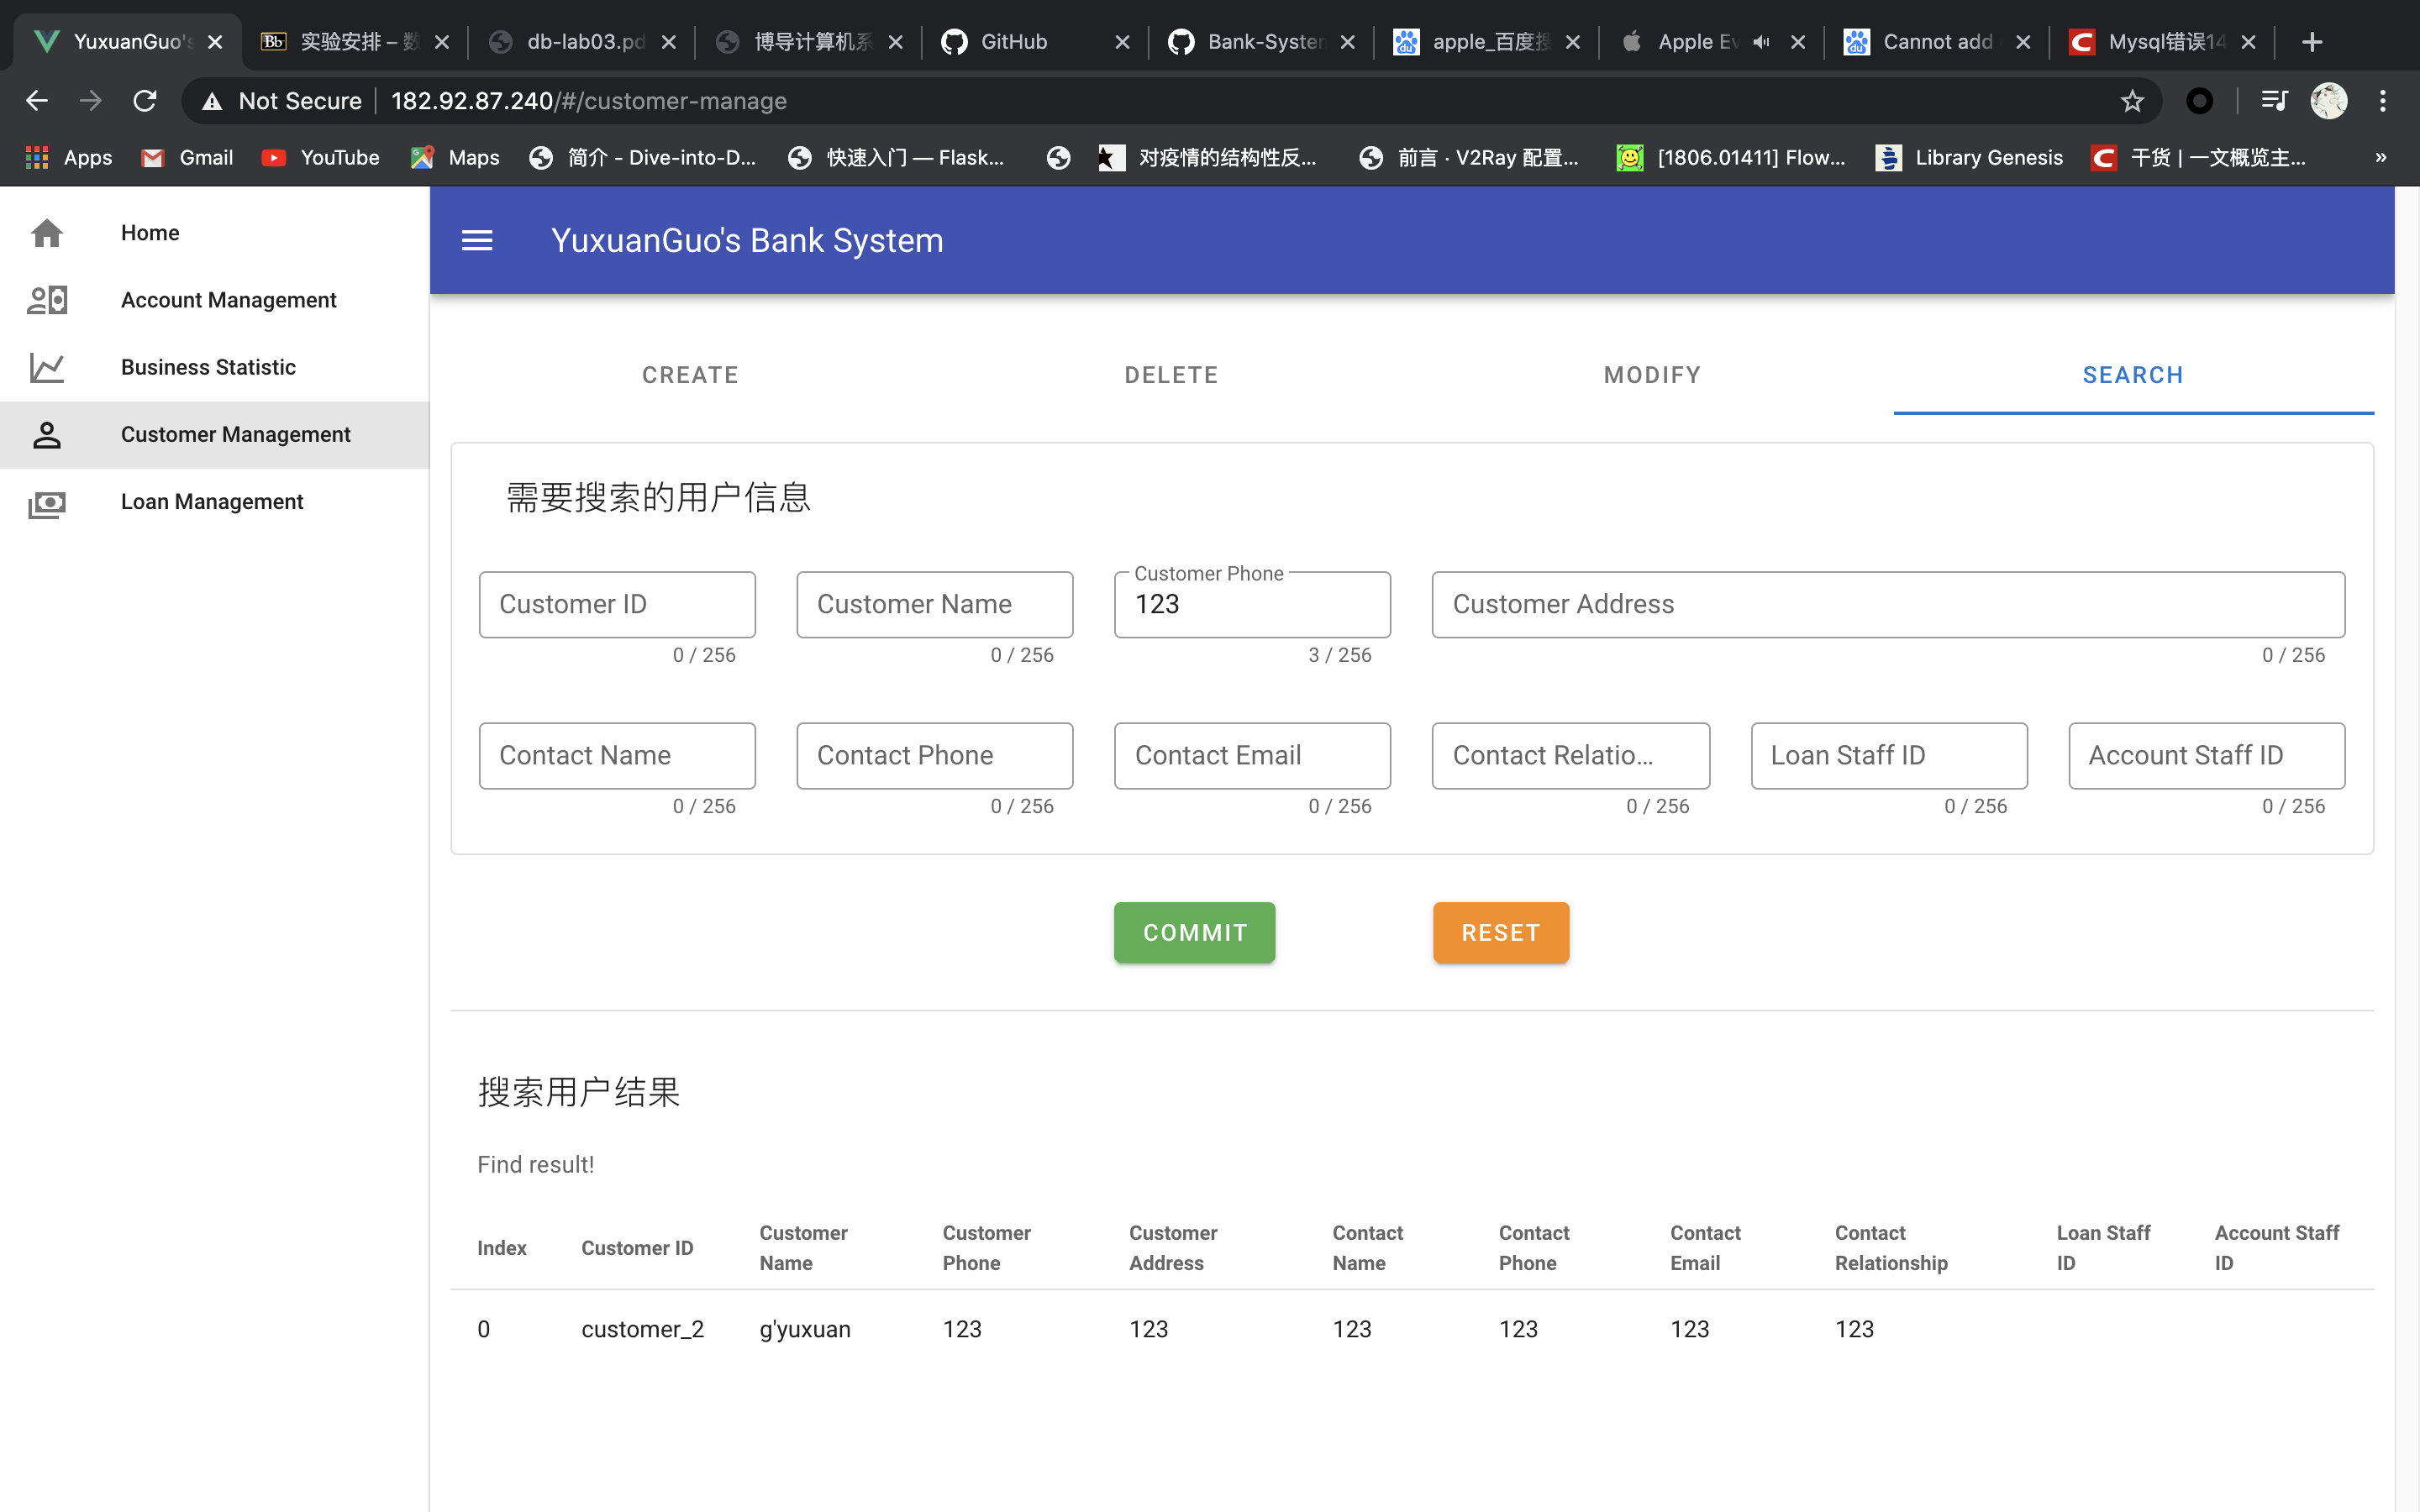 YuxuanGuo's
实验安排 – 数
db-lab03.pd
博导计算机系
GitHub
Bank-System
apple_百度搜
Apple Ev
Cannot add
Mysql错误14
Not Secure 182.92.87.240/#/customer-manage
Apps
Gmail
YouTube
Maps
简介 - Dive-into-D...
快速入门 — Flask...
对疫情的结构性反...
前言 · V2Ray 配置...
[1806.01411] Flow...
Library Genesis
干货 | 一文概览主...
»
Home
Account Management
Business Statistic
Customer Management
Loan Management
YuxuanGuo's Bank System
CREATE DELETE MODIFY SEARCH
需要搜索的用户信息
Customer Phone
Customer ID Customer Name 123 Customer Address
0 / 256 0 / 256 3 / 256 0 / 256
Contact Name Contact Phone Contact Email Contact Relatio... Loan Staff ID Account Staff ID
0 / 256 0 / 256 0 / 256 0 / 256 0 / 256 0 / 256
COMMIT RESET
搜索用户结果
Find result!
Index Customer ID Customer Name Customer Phone Customer Address Contact Name Contact Phone Contact Email Contact Relationship Loan Staff ID Account Staff ID
0 customer_2 g'yuxuan 123 123 123 123 123 123